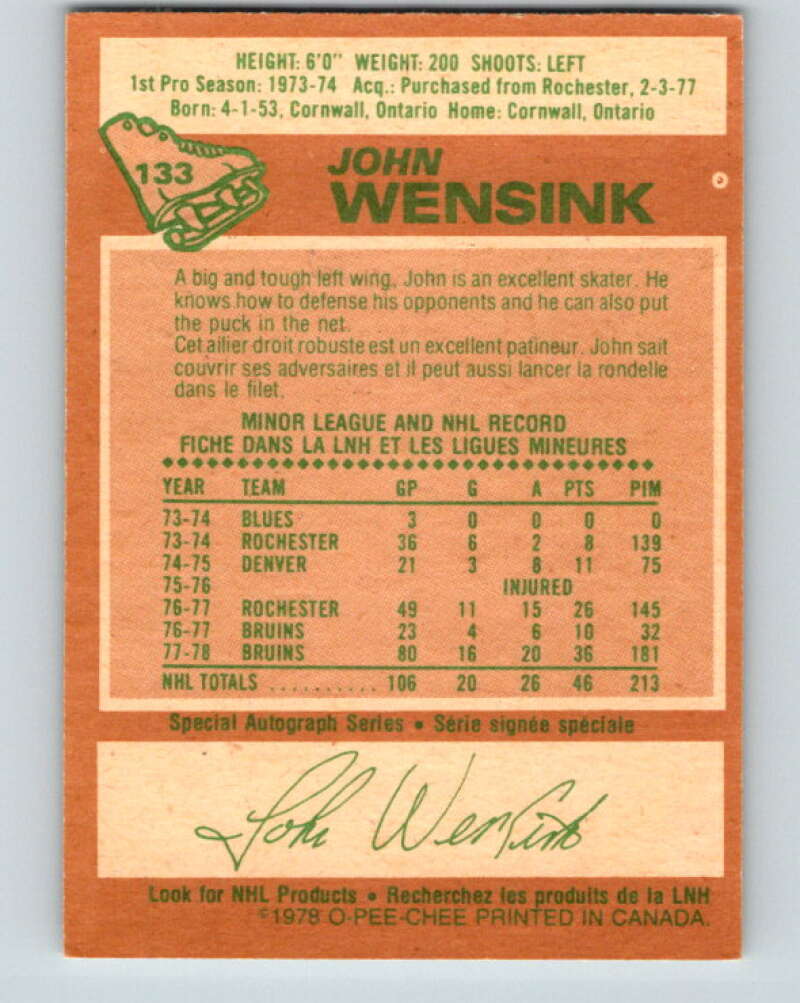 HEIGHT: 6'0" WEIGHT: 200 SHOOTS: LEFT
1st Pro Season: 1973-74 Acq.: Purchased from Rochester, 2-3-77
Born: 4-1-53, Cornwall, Ontario Home: Cornwall, Ontario
133
JOHN
WENSINK
A big and tough left wing, John is an excellent skater. He
knows how to defense his opponents and he can also put
the puck in the net.
Cet ailier droit robuste est un excellent patineur. John sait
couvrir ses adversaires et il peut aussi lancer la rondelle
dans le filet.
MINOR LEAGUE AND NHL RECORD
FICHE DANS LA LNH ET LES LIGUES MINEURES
YEAR TEAM GP G A PTS PIM
73-74 BLUES 3 0 0 0 0
73-74 ROCHESTER 36 6 2 8 139
74-75 DENVER 21 3 8 11 75
75-76 INJURED
76-77 ROCHESTER 49 11 15 26 145
76-77 BRUINS 23 4 6 10 32
77-78 BRUINS 80 16 20 36 181
NHL TOTALS .......... 106 20 26 46 213
Special Autograph Series • Série signée spéciale
John Wensink
Look for NHL Products • Recherchez les produits de la LNH
©1978 O-PEE-CHEE PRINTED IN CANADA.